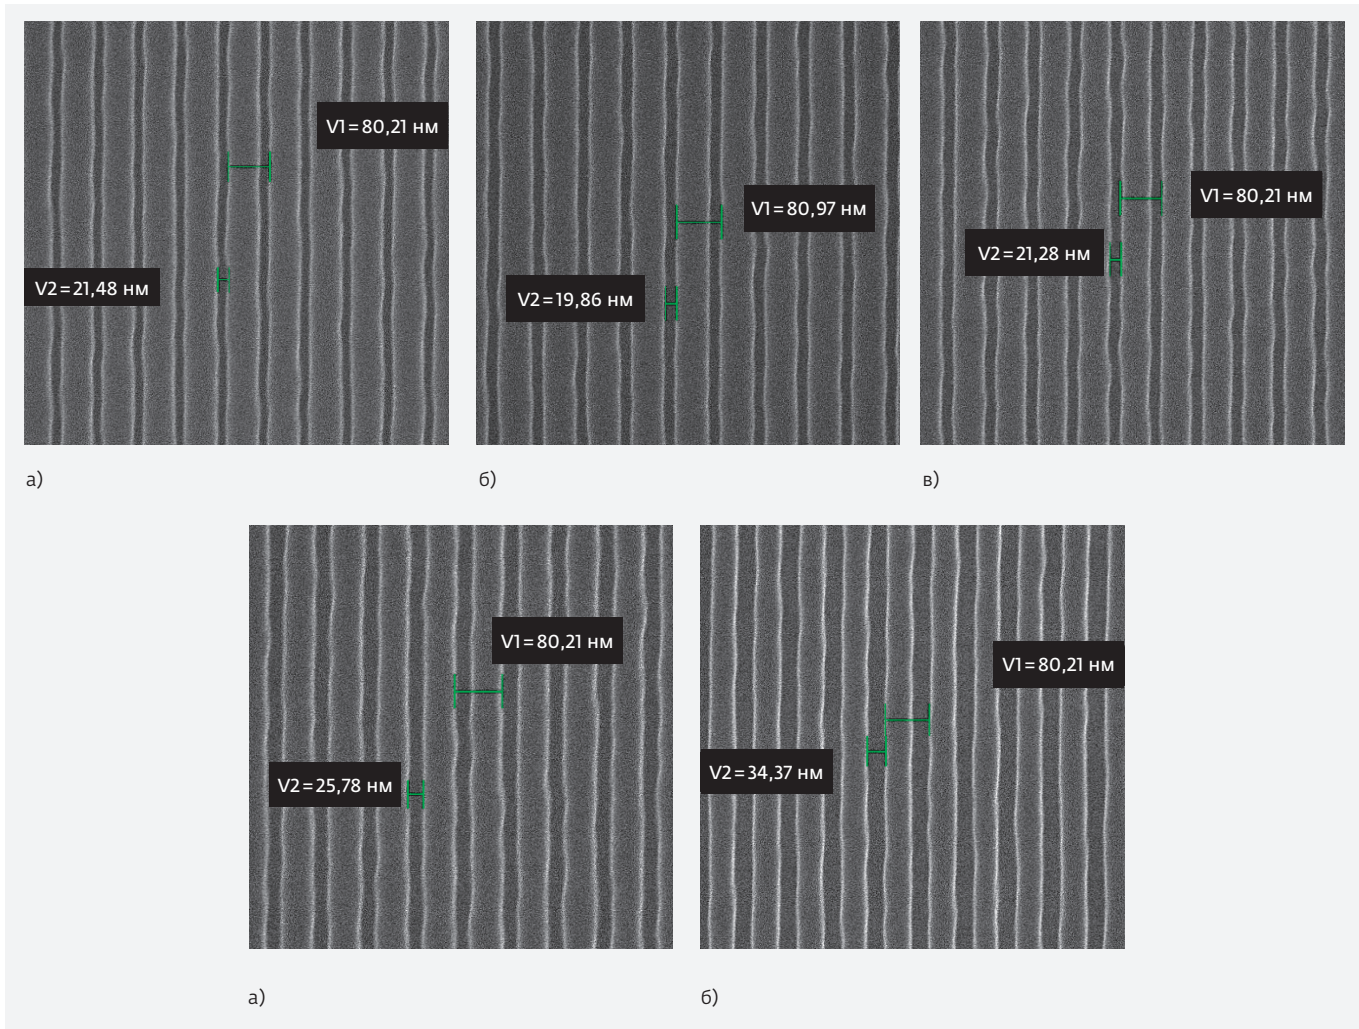 V1=80,21 нм
V2=21,48 нм
а)
V1=80,97 нм
V2=19,86 нм
б)
V1=80,21 нм
V2=21,28 нм
в)
V1=80,21 нм
V2=25,78 нм
а)
V1=80,21 нм
V2=34,37 нм
б)